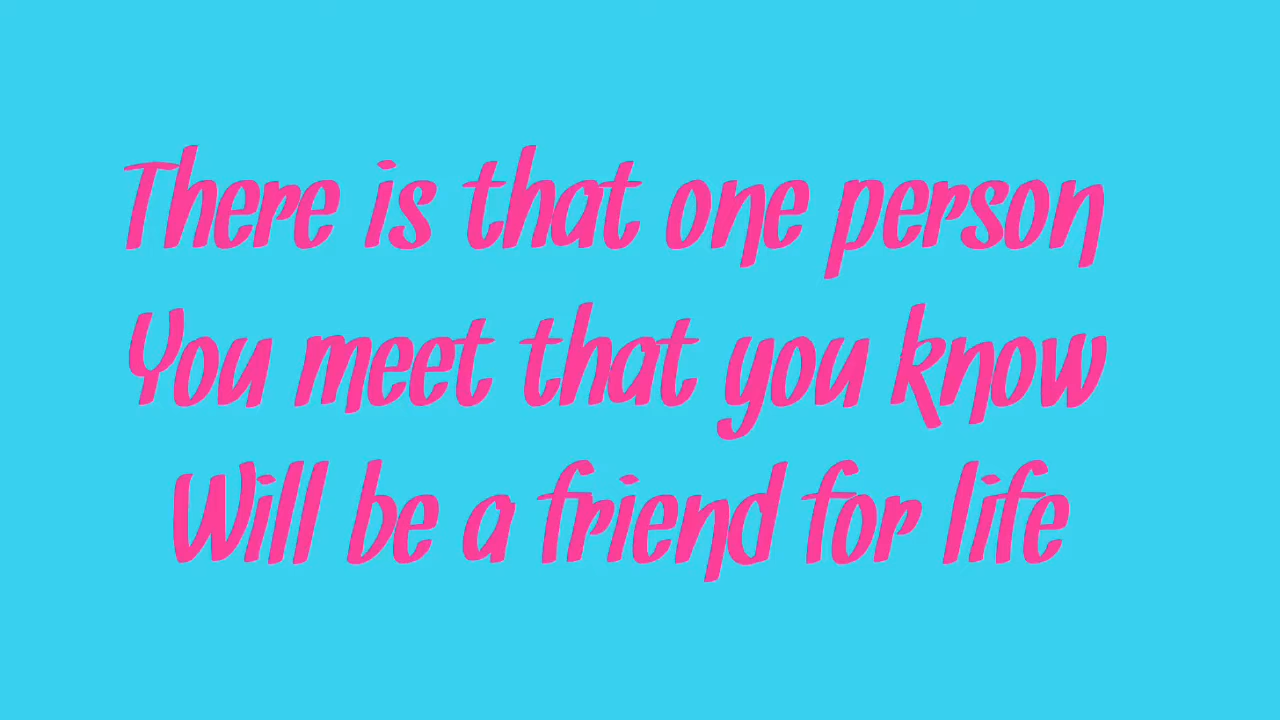 There is that one person
You meet that you know
Will be a friend for life